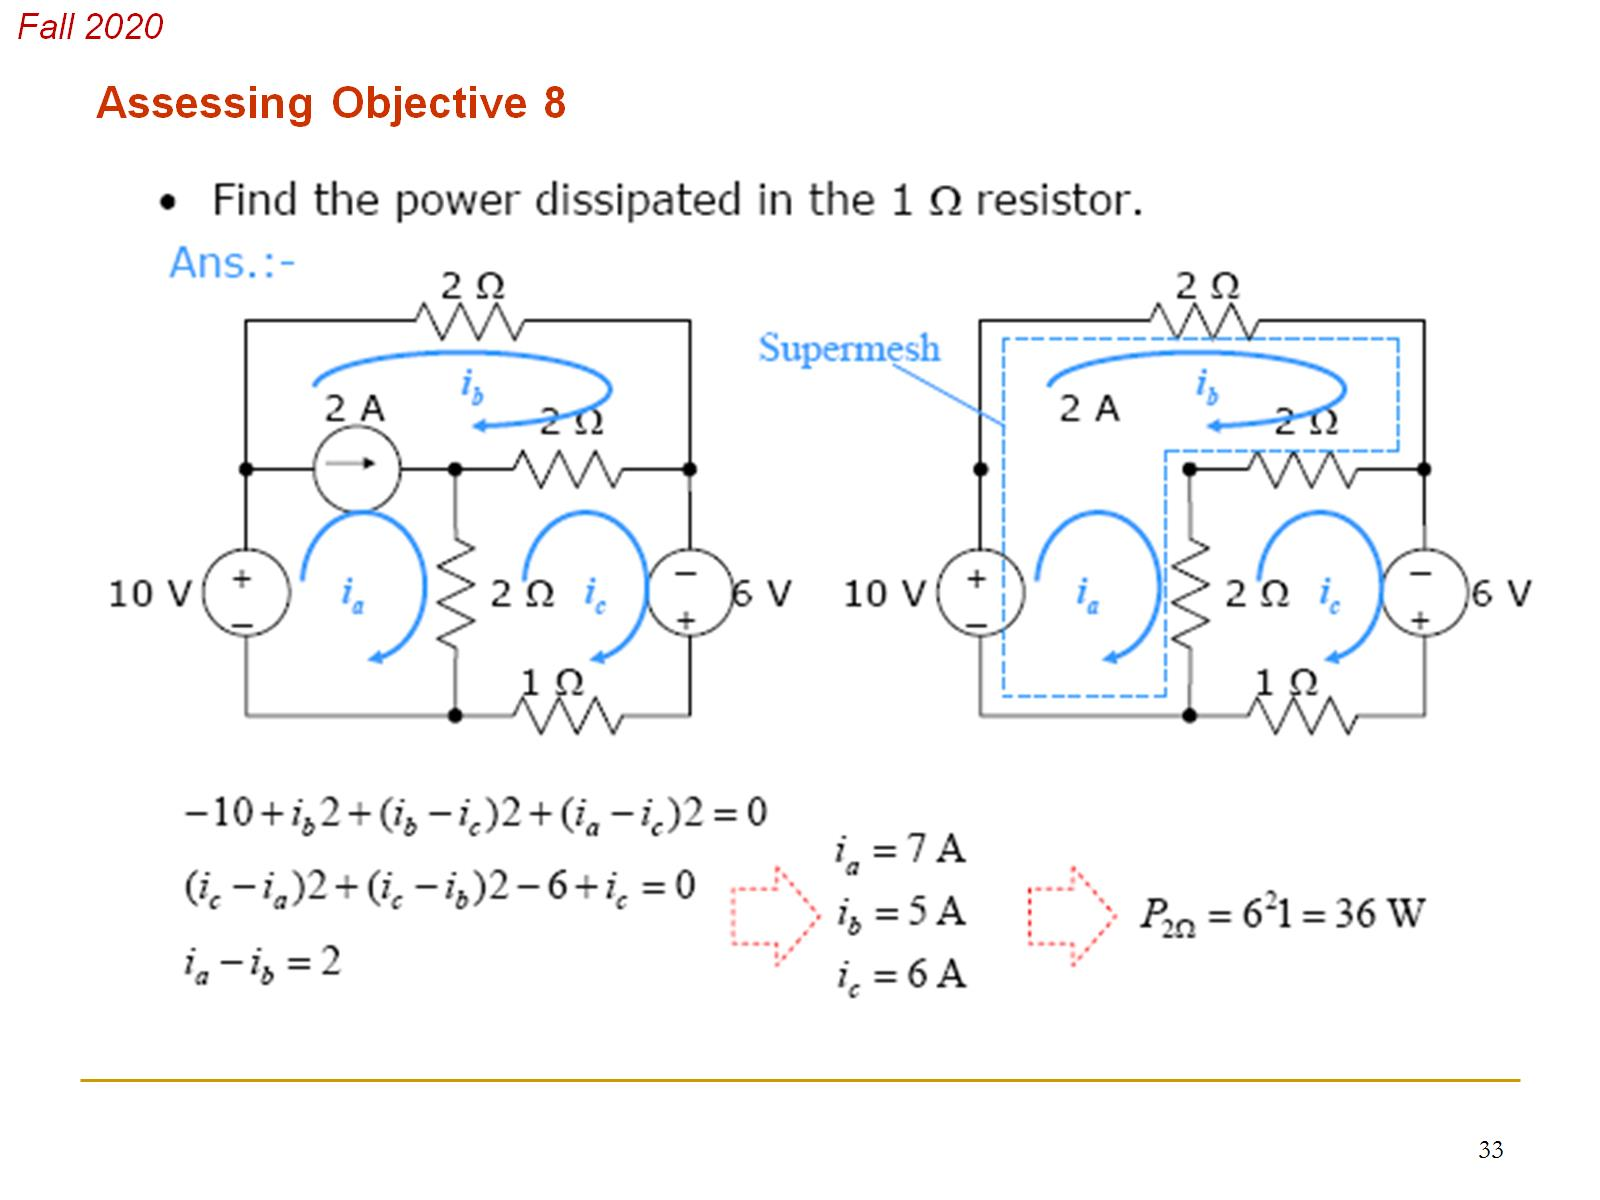 Fall 2020
Assessing Objective 8
• Find the power dissipated in the 1 Ω resistor.
Ans.:-
2 Ω
i_b
2 A
2 Ω
10 V
+
−
i_a
2 Ω
i_c
−
+
6 V
1 Ω
Supermesh
2 Ω
i_b
2 A
2 Ω
10 V
+
−
i_a
2 Ω
i_c
−
+
6 V
1 Ω
−10+i_b2+(i_b−i_c)2+(i_a−i_c)2=0
(i_c−i_a)2+(i_c−i_b)2−6+i_c=0
i_a−i_b=2
i_a=7 A
i_b=5 A
i_c=6 A
P_2Ω=6²1=36 W
33